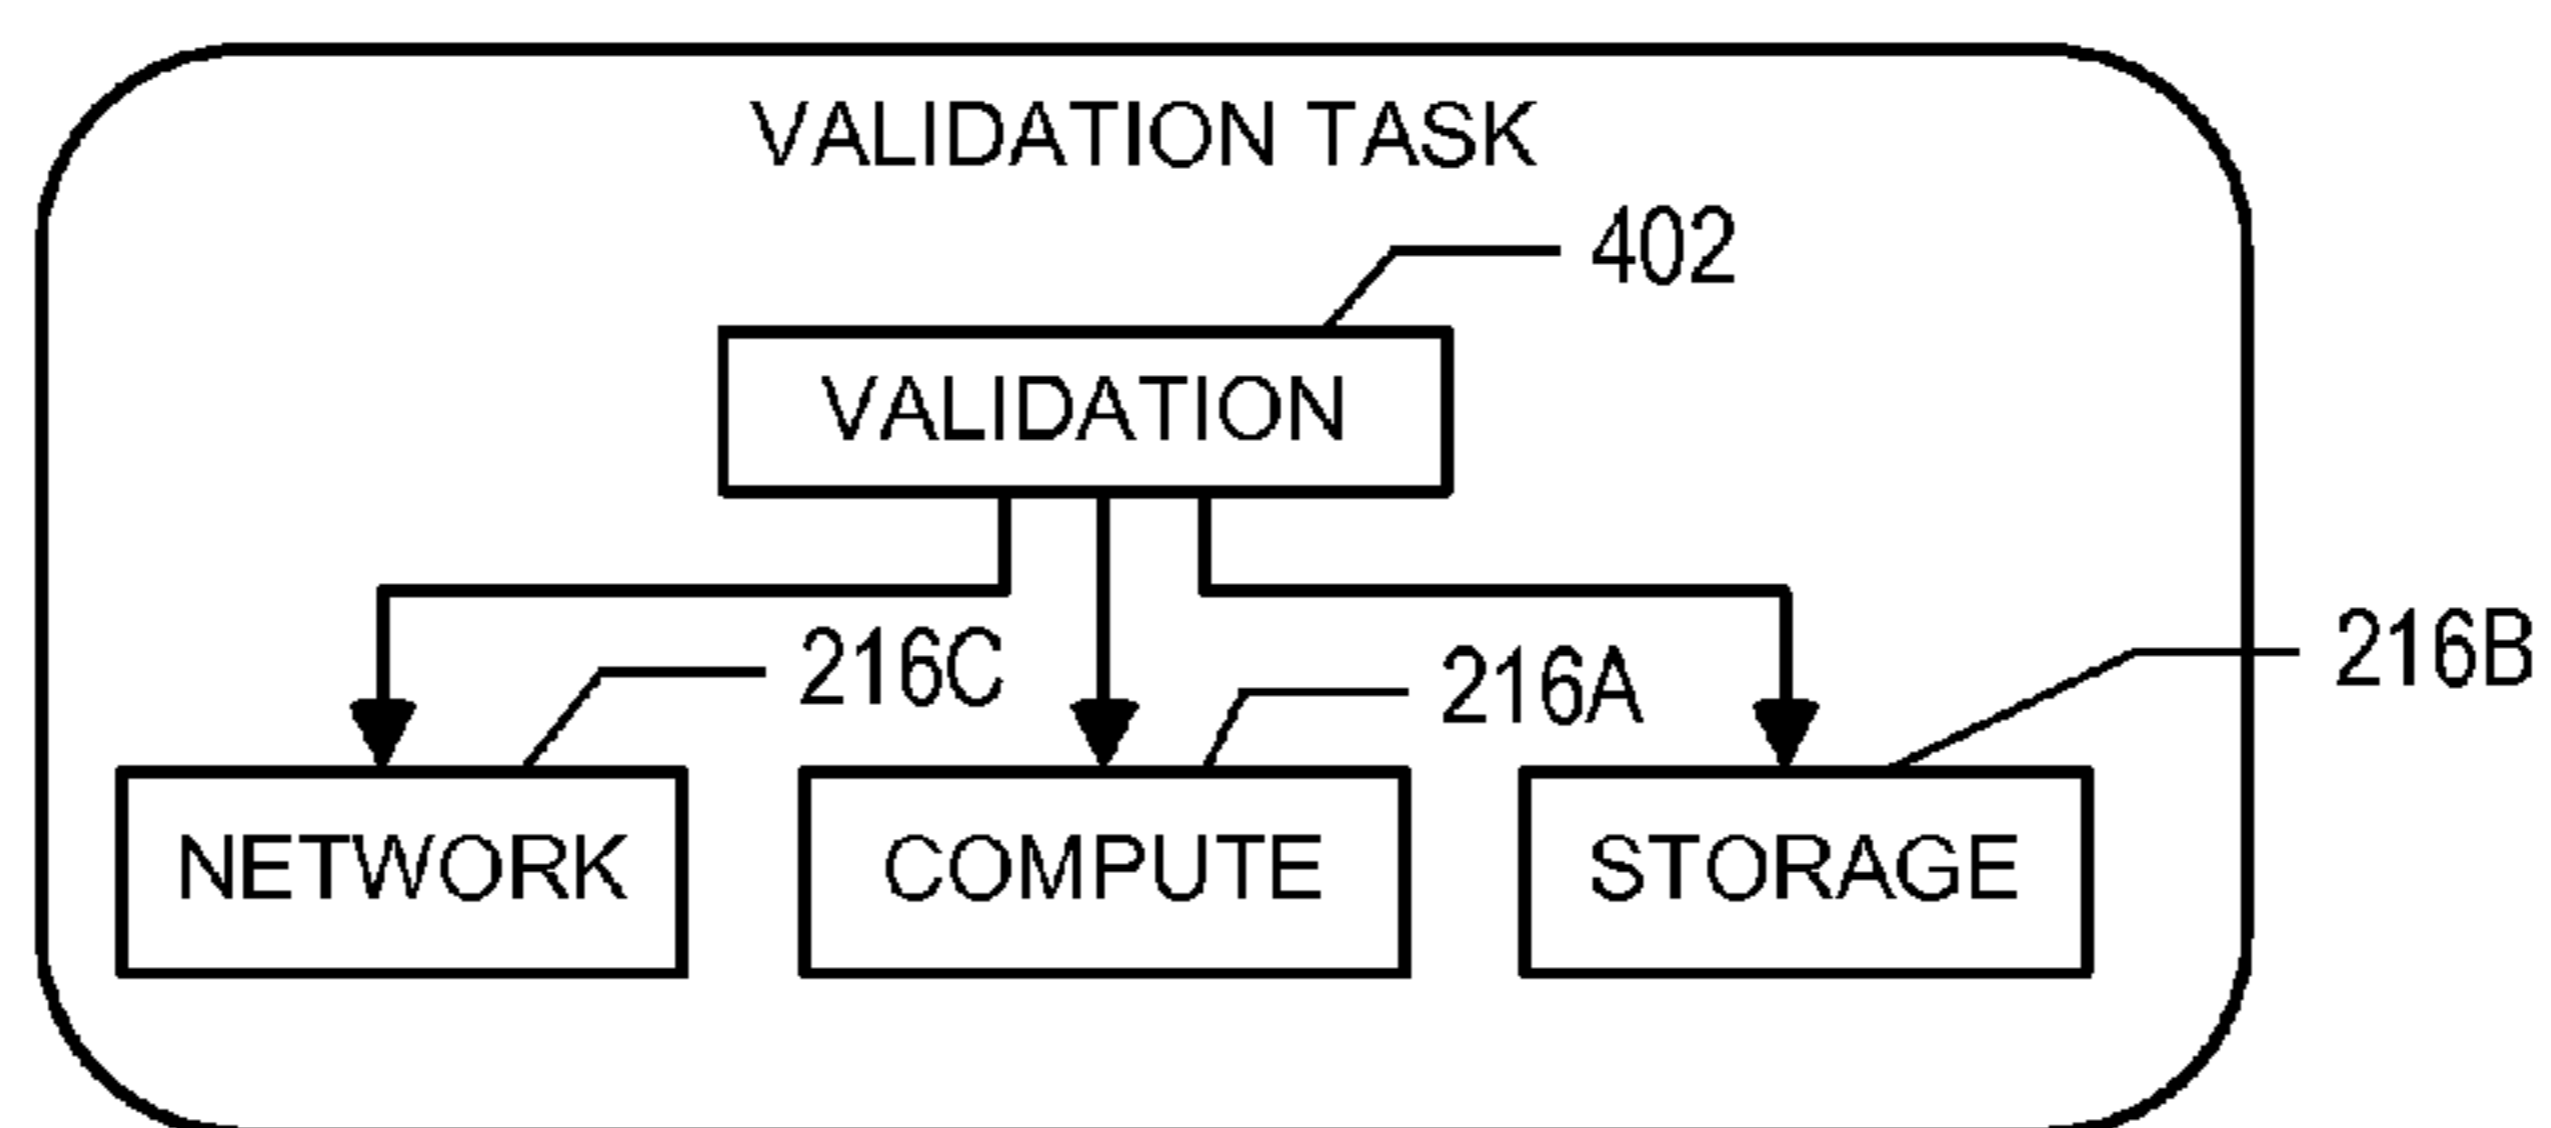 VALIDATION TASK
402
VALIDATION
216C
216A
216B
NETWORK
COMPUTE
STORAGE